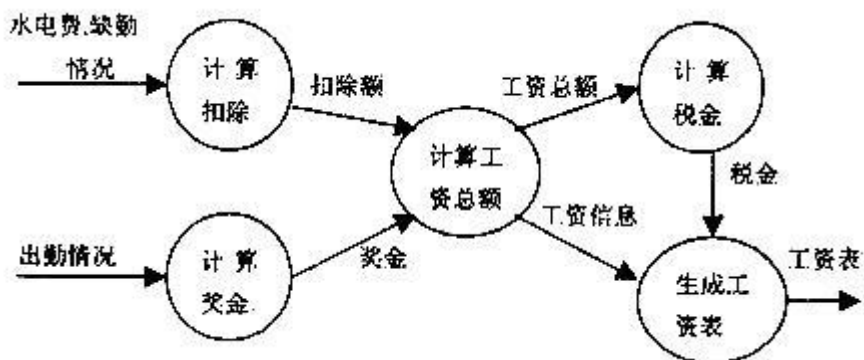 水电费.缺勤
情况
计 算
扣除
扣除额
工资总额
计 算
税金
计算工
资总额
税金
出勤情况
计 算
奖金.
奖金
工资信息
生成工
资表
工资表